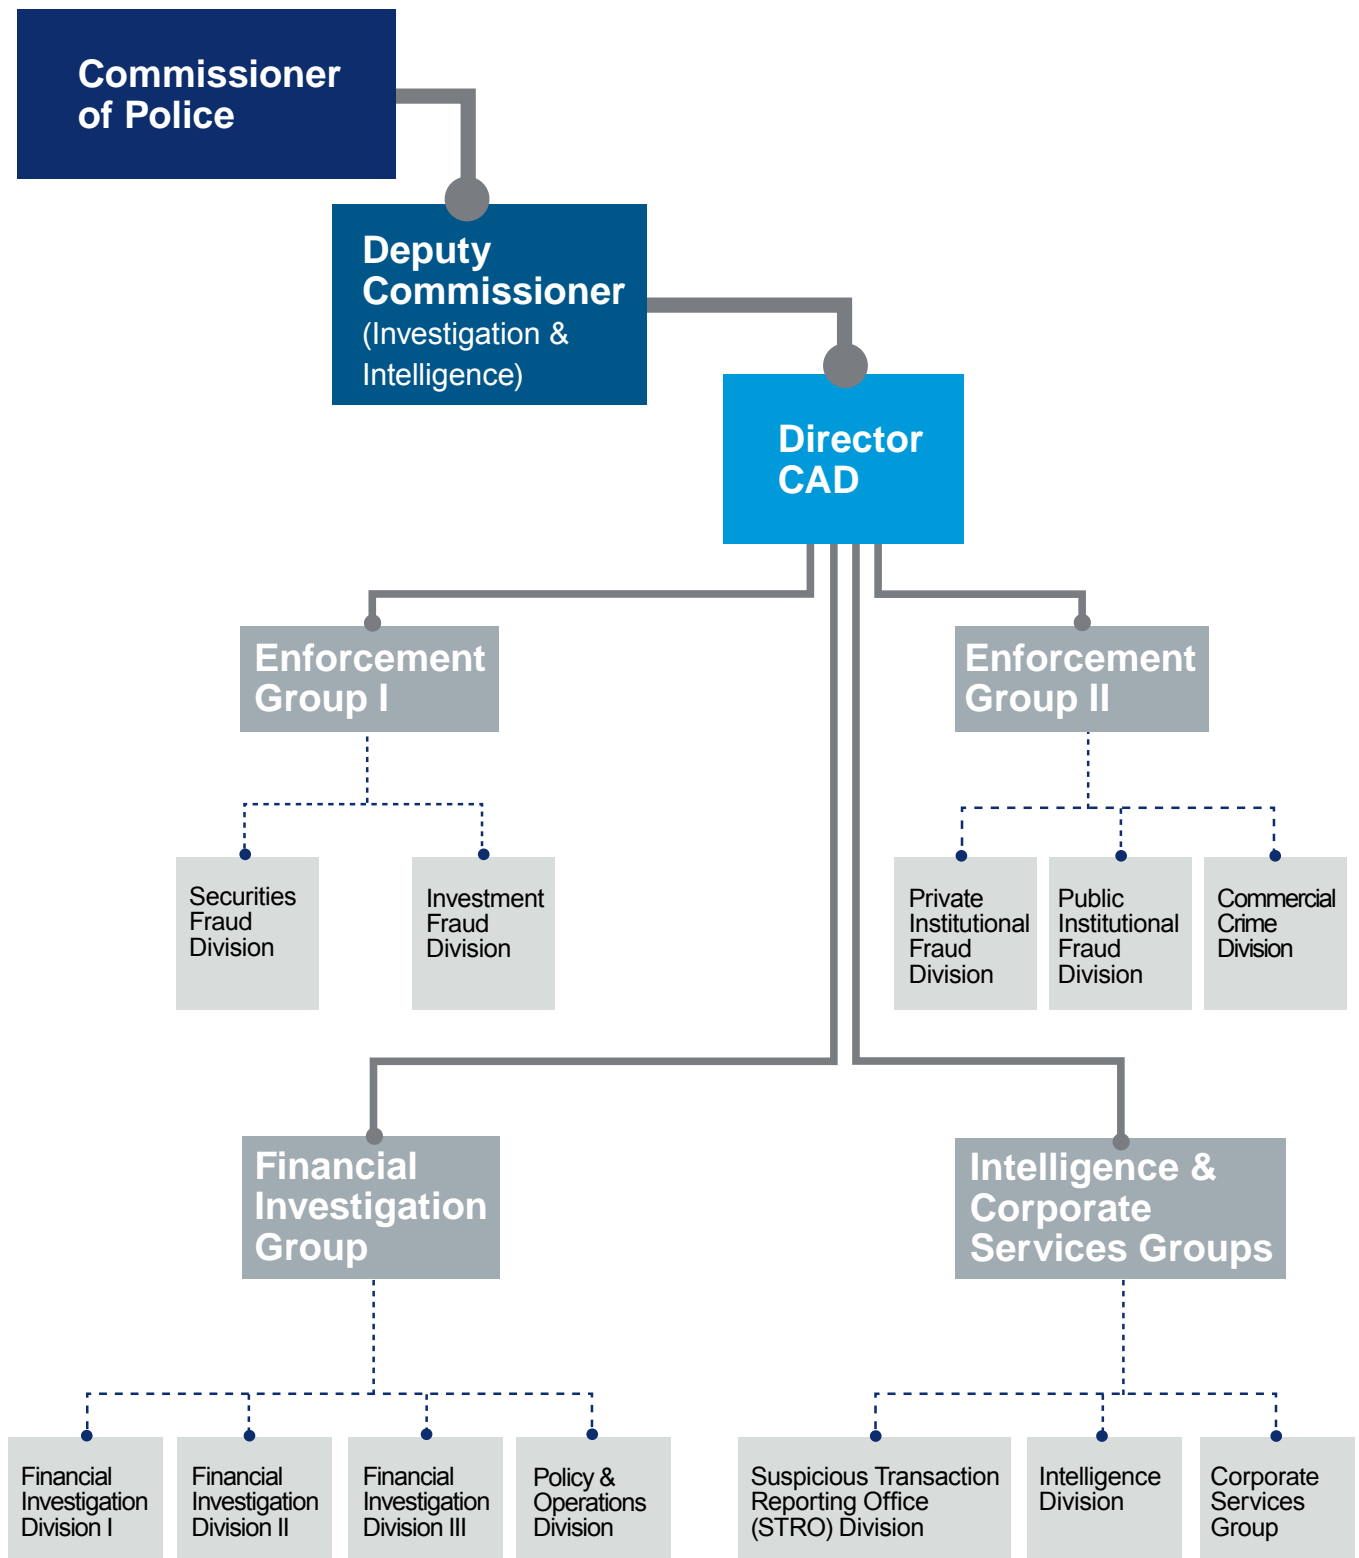 Commissioner
of Police
Deputy
Commissioner
(Investigation &
Intelligence)
Director
CAD
Enforcement
Group I
Enforcement
Group II
Securities
Fraud
Division
Investment
Fraud
Division
Private
Institutional
Fraud
Division
Public
Institutional
Fraud
Division
Commercial
Crime
Division
Financial
Investigation
Group
Intelligence &
Corporate
Services Groups
Financial
Investigation
Division I
Financial
Investigation
Division II
Financial
Investigation
Division III
Policy &
Operations
Division
Suspicious Transaction
Reporting Office
(STRO) Division
Intelligence
Division
Corporate
Services
Group